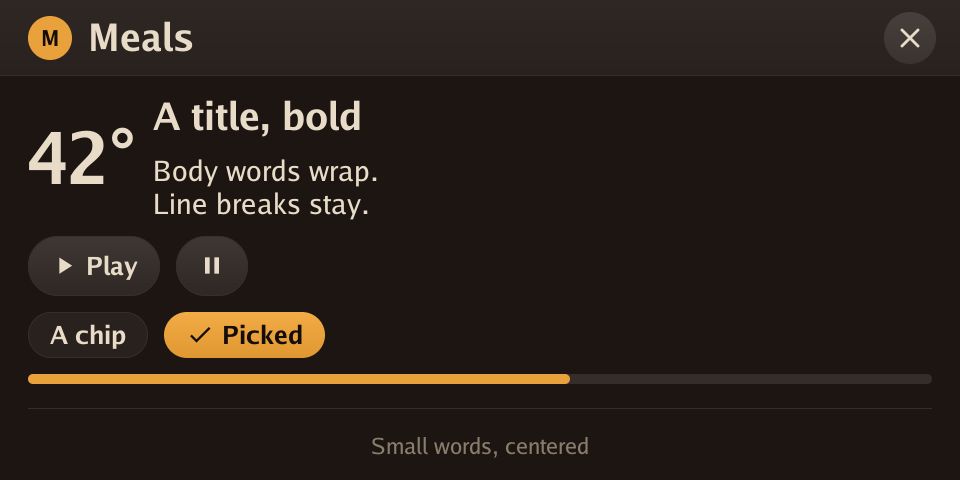 M Meals
42°
A title, bold
Body words wrap.
Line breaks stay.
Play
A chip
Picked
Small words, centered